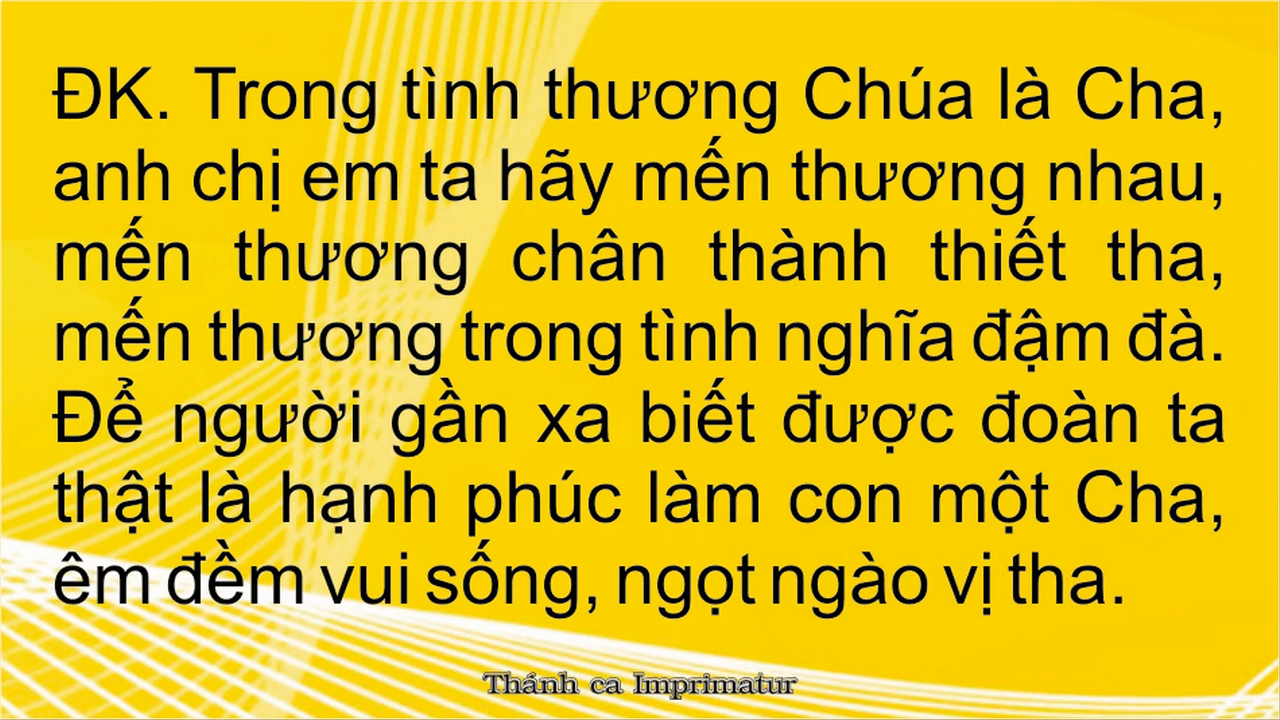 ĐK. Trong tình thương Chúa là Cha,
anh chị em ta hãy mến thương nhau,
mến thương chân thành thiết tha,
mến thương trong tình nghĩa đậm đà.
Để người gần xa biết được đoàn ta
thật là hạnh phúc làm con một Cha,
êm đềm vui sống, ngọt ngào vị tha.
Thánh ca Imprimatur